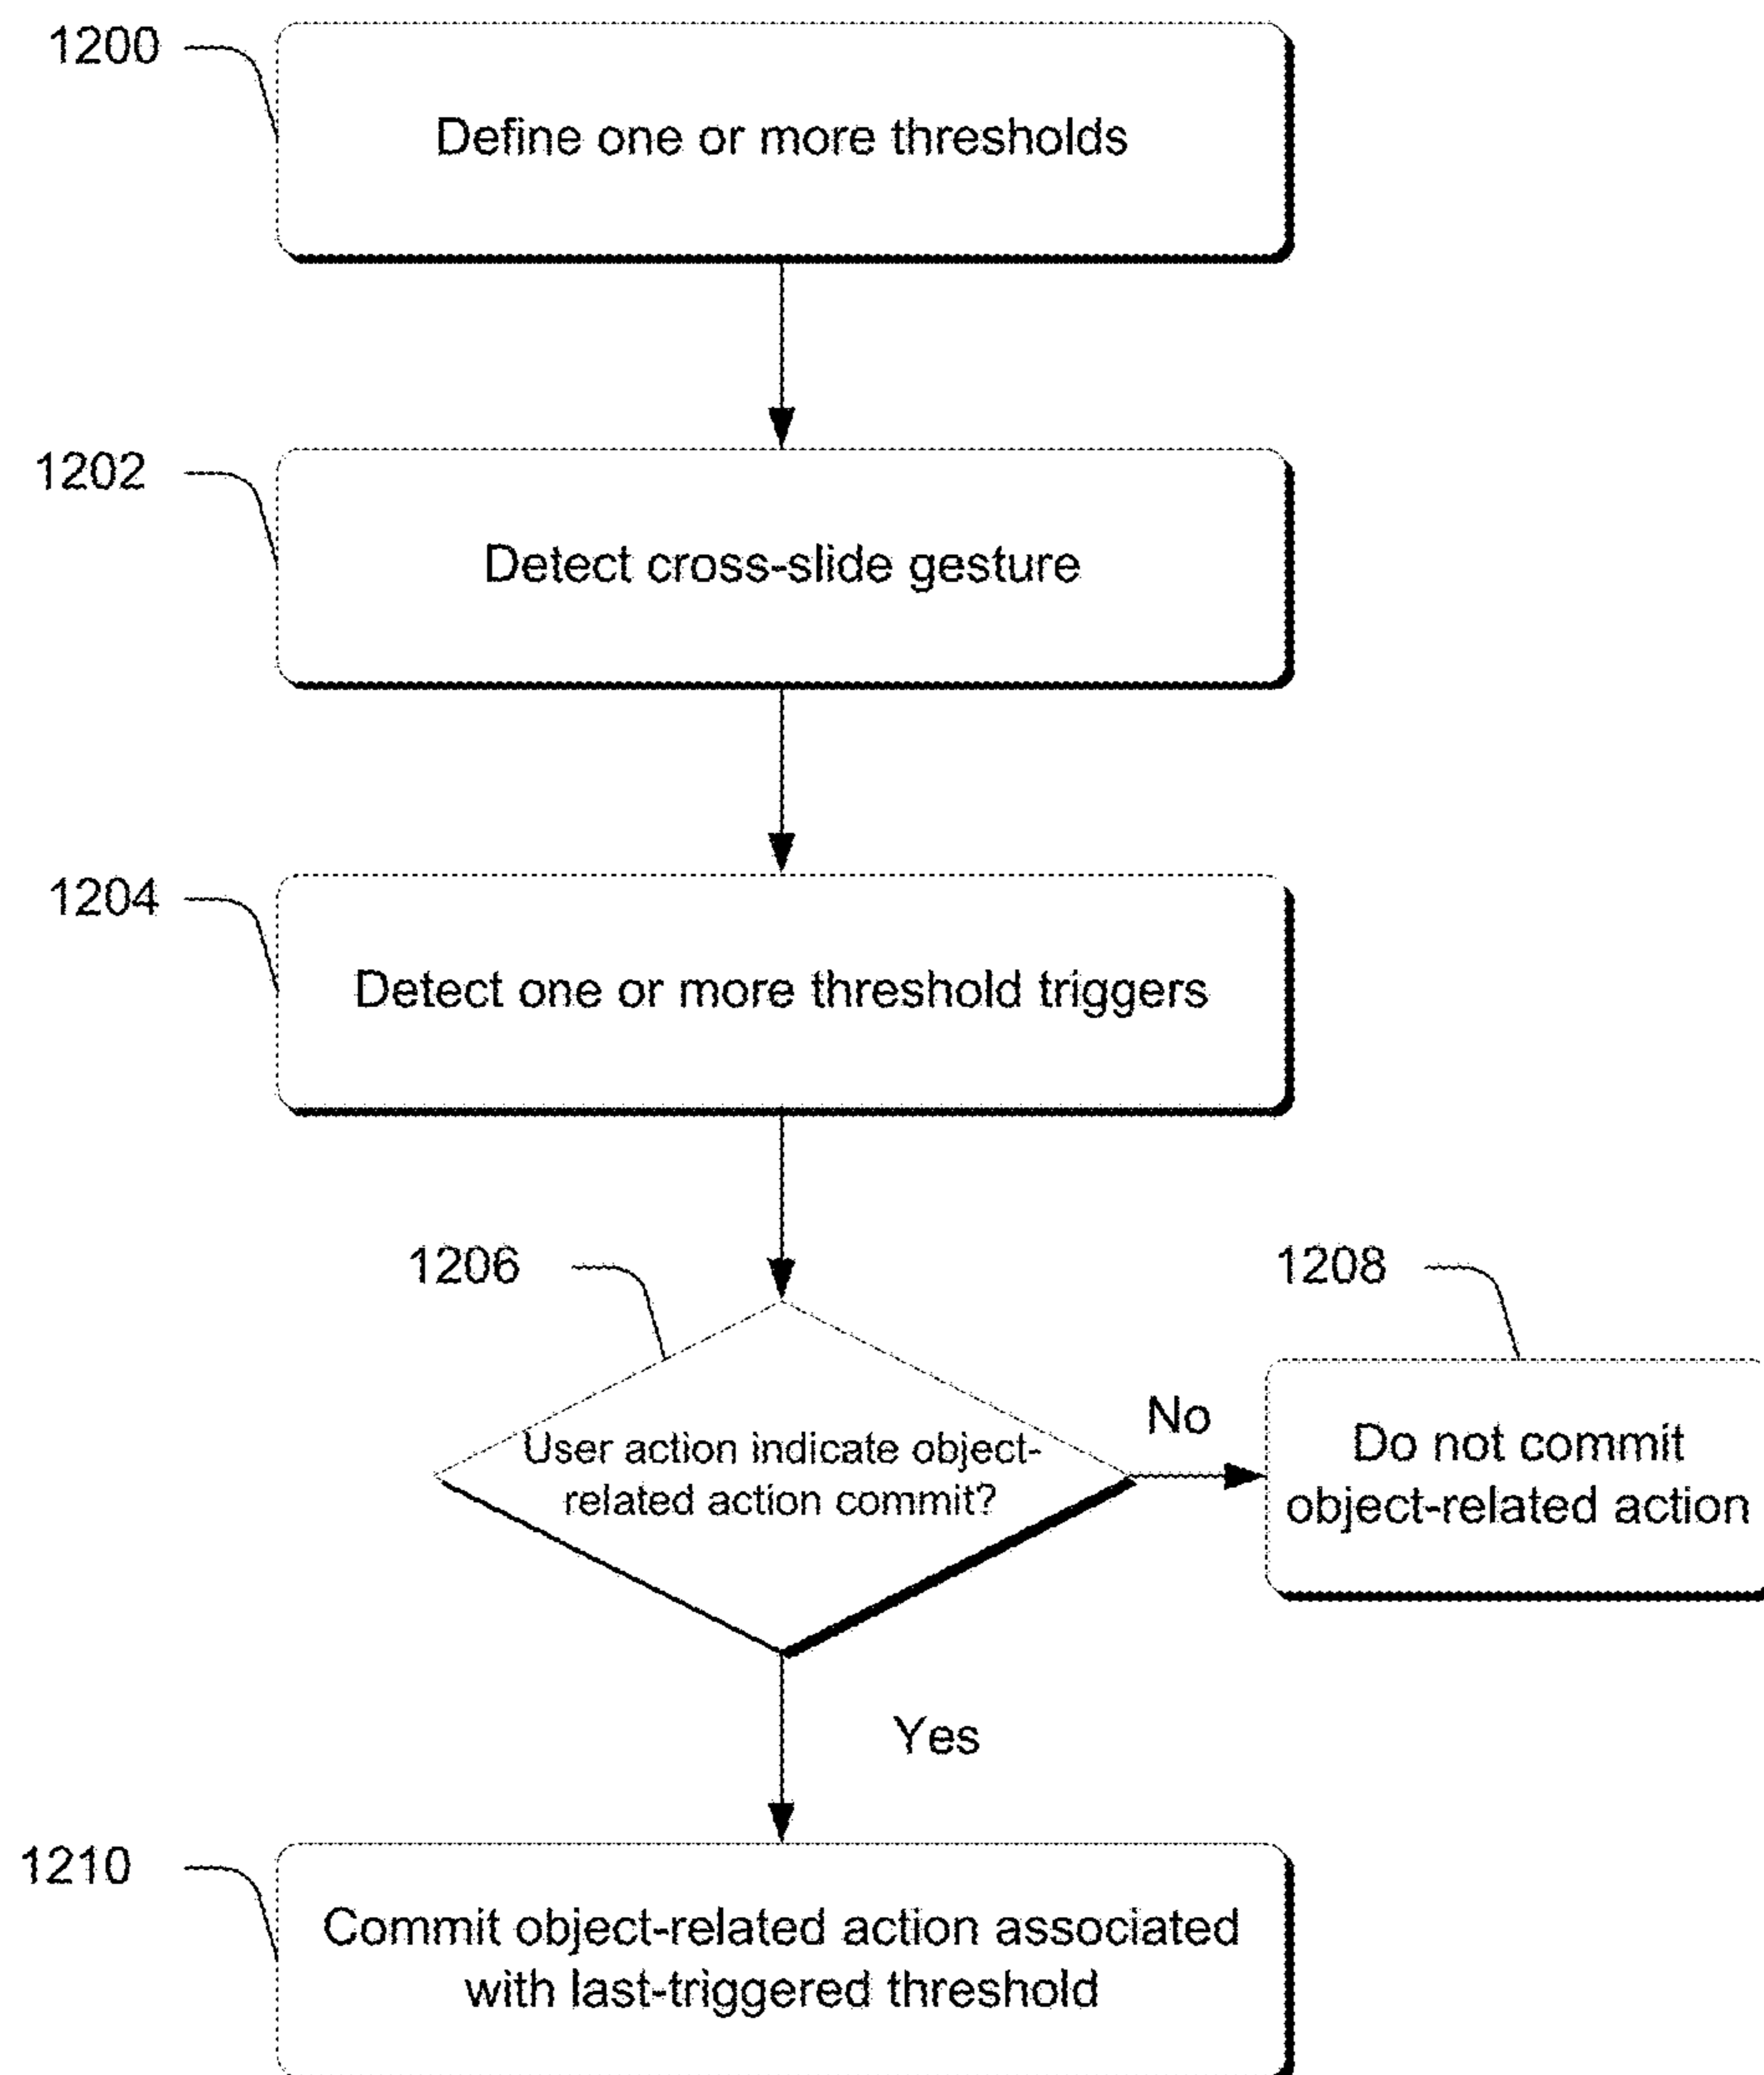 1200
Define one or more thresholds
1202
Detect cross-slide gesture
1204
Detect one or more threshold triggers
1206
User action indicate object-
related action commit?
No
1208
Do not commit
object-related action
Yes
1210
Commit object-related action associated
with last-triggered threshold